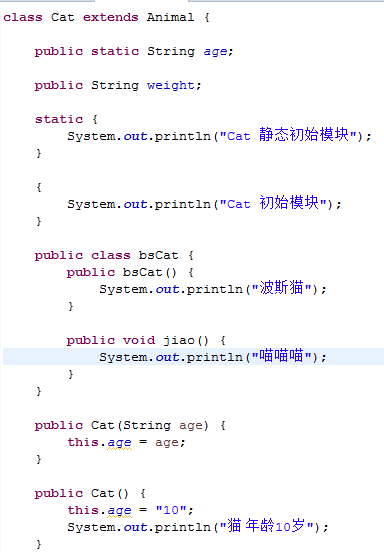 class Cat extends Animal {
public static String age;
public String weight;
static {
System.out.println("Cat 静态初始模块");
}
{
System.out.println("Cat 初始模块");
}
public class bsCat {
public bsCat() {
System.out.println("波斯猫");
}
public void jiao() {
System.out.println("喵喵喵");
}
}
public Cat(String age) {
this.age = age;
}
public Cat() {
this.age = "10";
System.out.println("猫 年龄10岁");
}